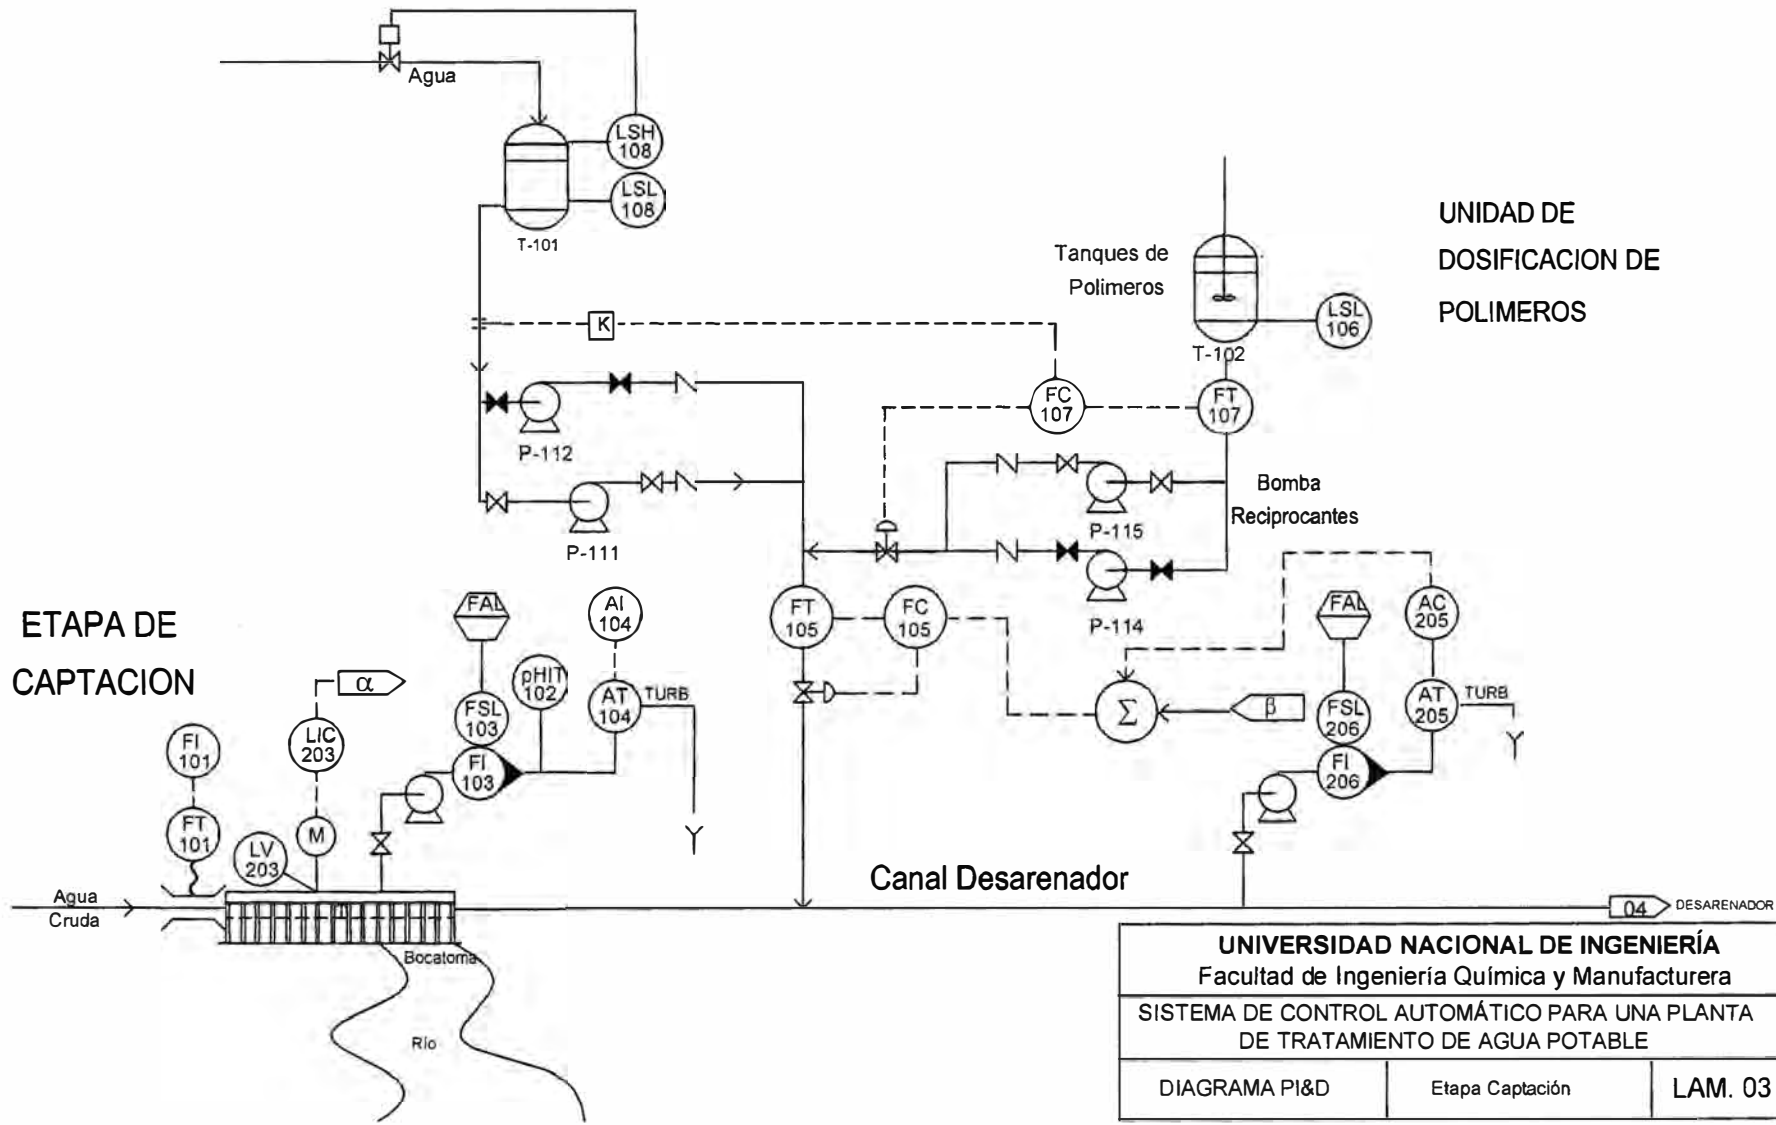 Agua
LSH
108
LSL
108
T-101
UNIDAD DE
DOSIFICACION DE
POLIMEROS
Tanques de
Polimeros
LSL
106
T-102
K
FC
107
FT
107
P-112
Bomba
Reciprocantes
P-115
P-111
P-114
ETAPA DE
CAPTACION
FAL
AI
104
FT
105
FC
105
FAL
AC
205
α
pHIT
102
AT
104
TURB
FSL
103
FI
101
LIC
203
FI
103
Σ
β
FSL
206
AT
205
TURB
FI
206
FT
101
M
LV
203
Y
Y
Canal Desarenador
Agua
Cruda
04
DESARENADOR
Bocatoma
Río
UNIVERSIDAD NACIONAL DE INGENIERÍA
Facultad de Ingeniería Química y Manufacturera
SISTEMA DE CONTROL AUTOMÁTICO PARA UNA PLANTA
DE TRATAMIENTO DE AGUA POTABLE
DIAGRAMA PI&D
Etapa Captación
LAM. 03